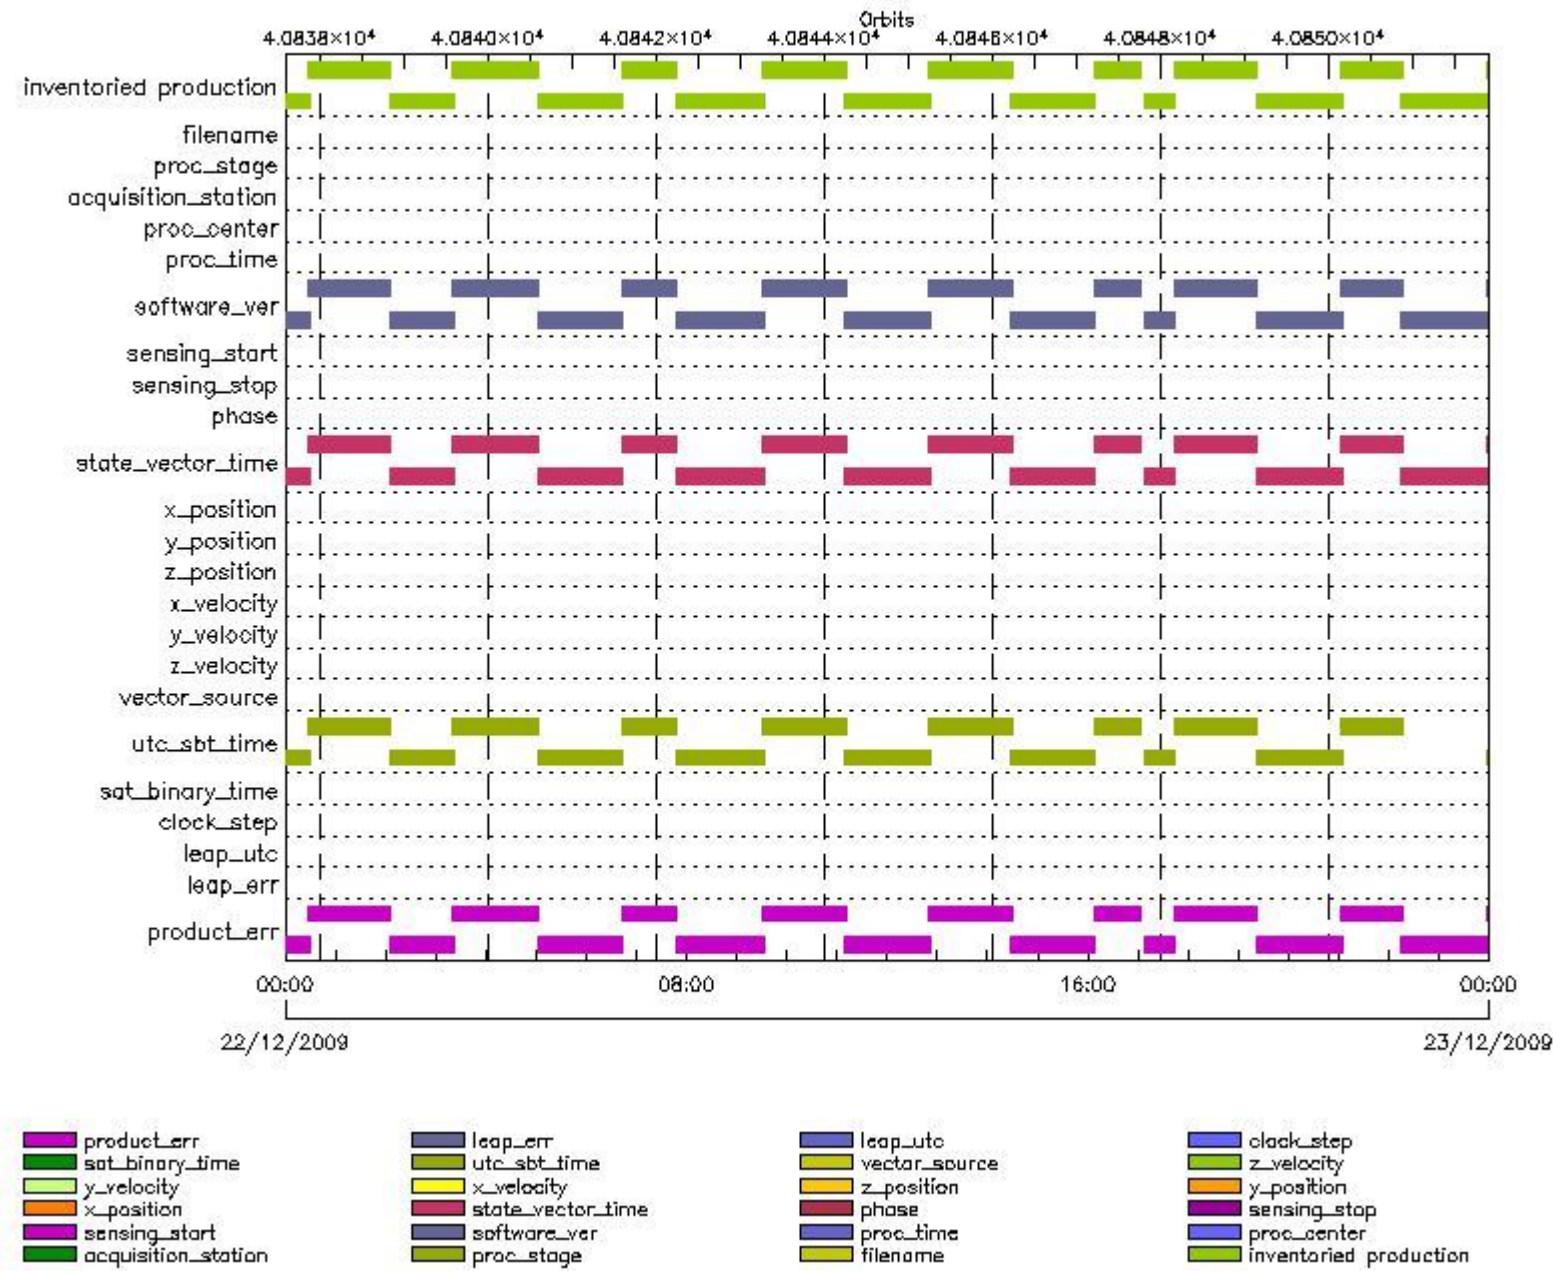 Orbits
4.0838×10⁴ 4.0840×10⁴ 4.0842×10⁴ 4.0844×10⁴ 4.0846×10⁴ 4.0848×10⁴ 4.0850×10⁴
inventoried production
filename
proc_stage
acquisition_station
proc_center
proc_time
software_ver
sensing_start
sensing_stop
phase
state_vector_time
x_position
y_position
z_position
x_velocity
y_velocity
z_velocity
vector_source
utc_sbt_time
sat_binary_time
clock_step
leap_utc
leap_err
product_err
00:00 08:00 16:00 00:00
22/12/2009 23/12/2009
product_err leap_err leap_utc clock_step
sat_binary_time utc_sbt_time vector_source z_velocity
y_velocity x_velocity z_position y_position
x_position state_vector_time phase sensing_stop
sensing_start software_ver proc_time proc_center
acquisition_station proc_stage filename inventoried production